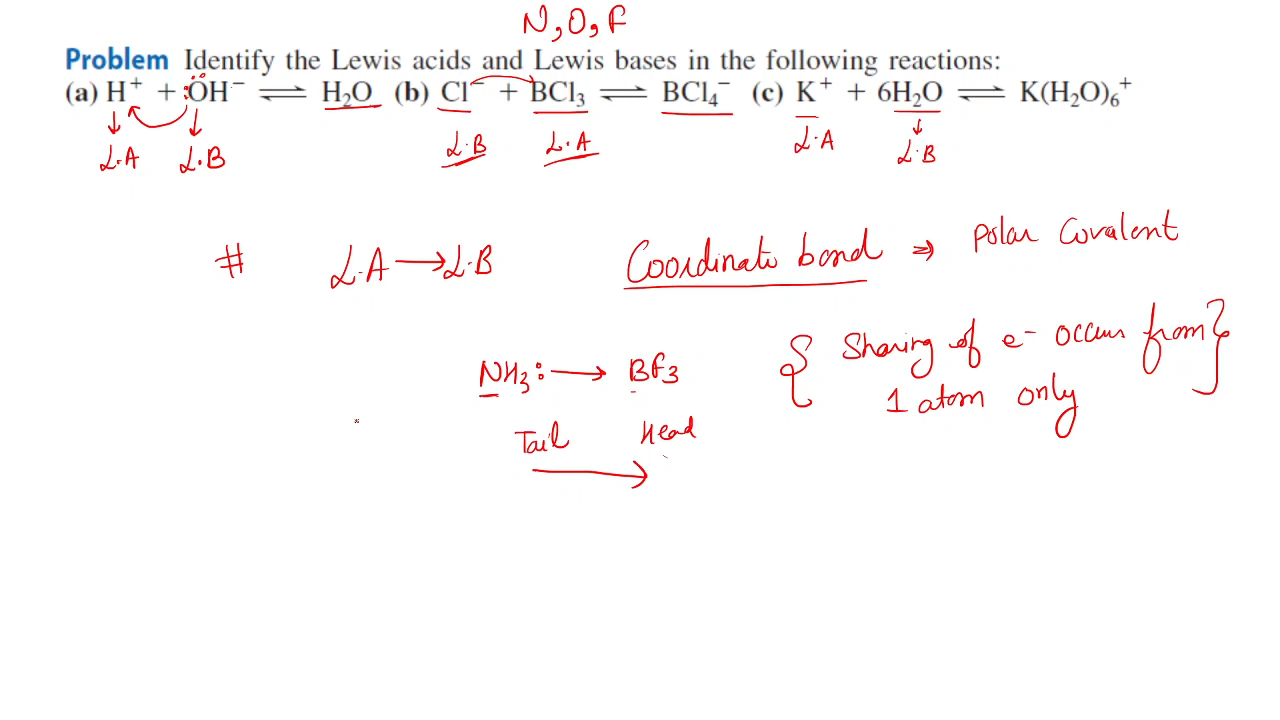 N, O, F
Problem Identify the Lewis acids and Lewis bases in the following reactions:
(a) H⁺ + :ÖH⁻ ⇌ H₂O (b) Cl⁻ + BCl₃ ⇌ BCl₄⁻ (c) K⁺ + 6H₂O ⇌ K(H₂O)₆⁺
↓ ↓ L.B L.A L.A ↓
L.A L.B L.B
# L.A → L.B Coordinate bond ⇒ Polar Covalent
NH₃: → BF₃ { Sharing of e⁻ occurs from }
1 atom only
Tail Head
→